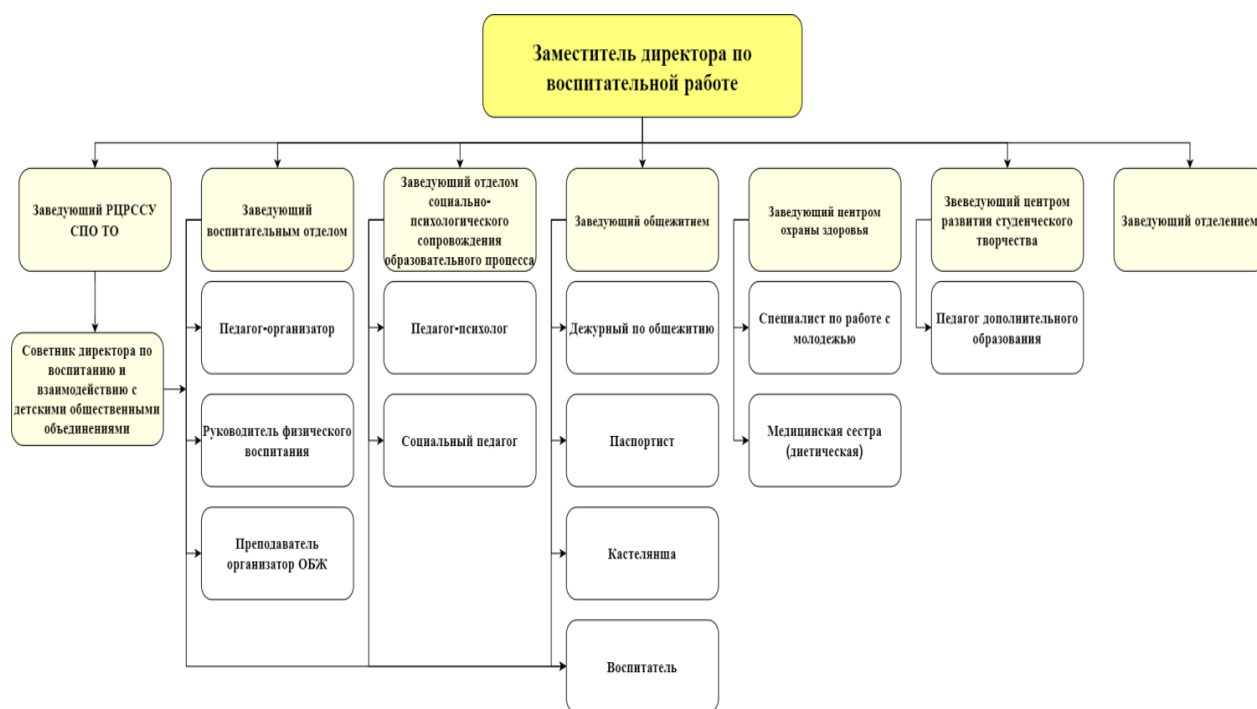 Заместитель директора по
воспитательной работе
Заведующий РЦРССУ
СПО ТО
Заведующий
воспитательным отделом
Заведующий отделом
социально-
психологического
сопровождения
образовательного процесса
Заведующий общежитием
Заведующий центром
охраны здоровья
Звеведующий центром
развития студенческого
творчества
Заведующий отделением
Советник директора по
воспитанию и
взаимодействию с
детскими общественными
объединениями
Педагог-организатор
Педагог-психолог
Дежурный по общежитию
Специалист по работе с
молодежью
Педагог дополнительного
образования
Руководитель физического
воспитания
Социальный педагог
Паспортист
Медицинская сестра
(диетическая)
Преподаватель
организатор ОБЖ
Кастелянша
Воспитатель